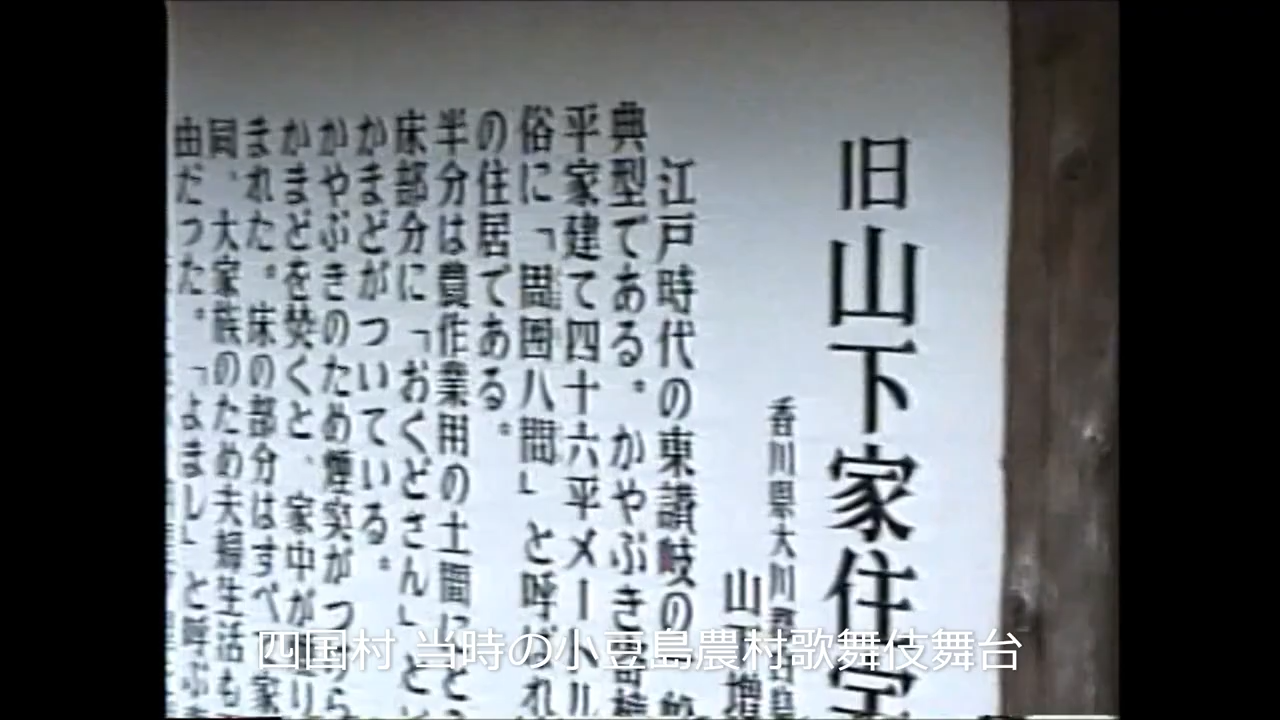 旧山下家住宅
香川県大川郡
山下増
江戸時代の東讃岐の
典型である。かやぶき
平家建て四十六平メートル
俗に「周囲八間」と呼ばれ
の住居である。
半分は農作業用の土間に
床部分に「おくどさん」と
かまどがついている。
かやぶきのため煙突がつ
かまどを焚くと、家中が
まれた。床の部分はすべ
同、大家族のため夫婦生活も
由だった。「よまし」と呼ぶ
四国村 当時の小豆島農村歌舞伎舞台